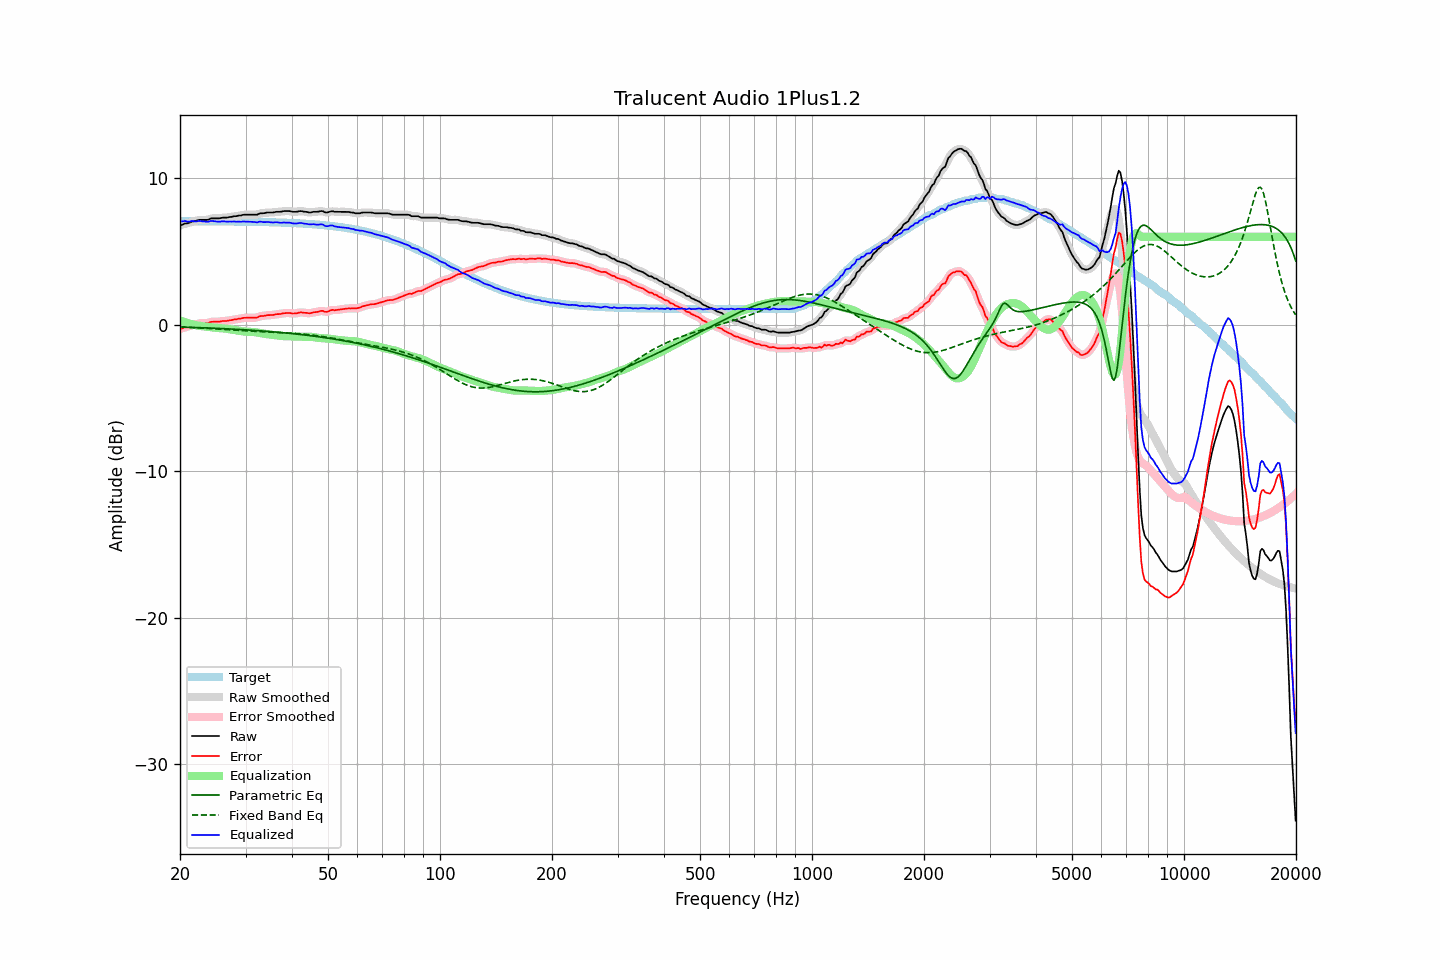 Tralucent Audio 1Plus1.2
Amplitude (dBr)
10
0
−10
−20
−30
Target
Raw Smoothed
Error Smoothed
Raw
Error
Equalization
Parametric Eq
Fixed Band Eq
Equalized
20 50 100 200 500 1000 2000 5000 10000 20000
Frequency (Hz)